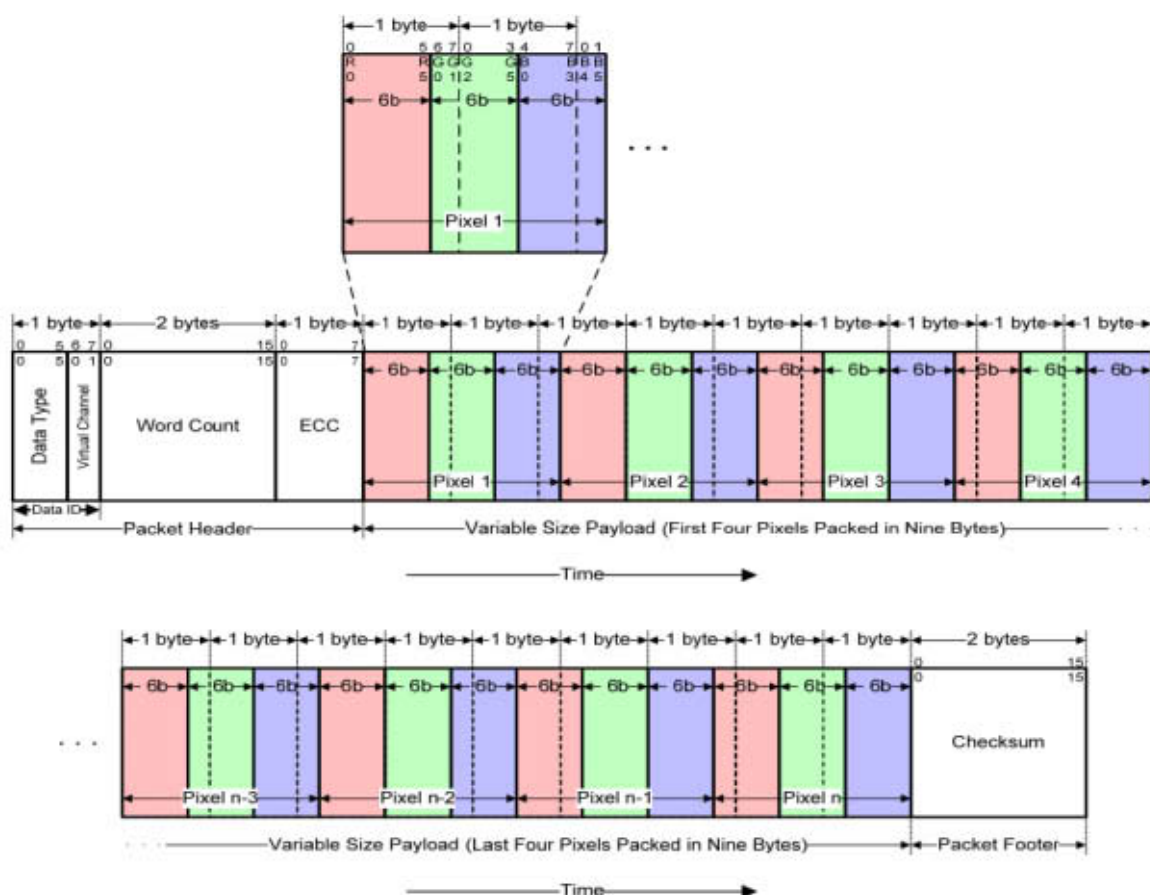 1 byte 1 byte
0 5 6 7 0 3 4 7 0 1
R R G G G G B B B B
0 5 0 1 2 5 0 3 4 5
6b 6b 6b
. . .
Pixel 1
1 byte 2 bytes 1 byte 1 byte 1 byte 1 byte 1 byte 1 byte 1 byte 1 byte 1 byte 1 byte
0 5 6 7 0 15 0 7
0 5 0 1 0 15 0 7
6b 6b 6b 6b 6b 6b 6b 6b 6b 6b 6b 6b
Data Type
Virtual Channel
Word Count
ECC
Pixel 1 Pixel 2 Pixel 3 Pixel 4
Data ID
Packet Header
Variable Size Payload (First Four Pixels Packed in Nine Bytes)
Time
1 byte 1 byte 1 byte 1 byte 1 byte 1 byte 1 byte 1 byte 1 byte 2 bytes
0 15
0 15
6b 6b 6b 6b 6b 6b 6b 6b 6b 6b 6b 6b
. . .
Checksum
Pixel n-3 Pixel n-2 Pixel n-1 Pixel n
Variable Size Payload (Last Four Pixels Packed in Nine Bytes)
Packet Footer
Time